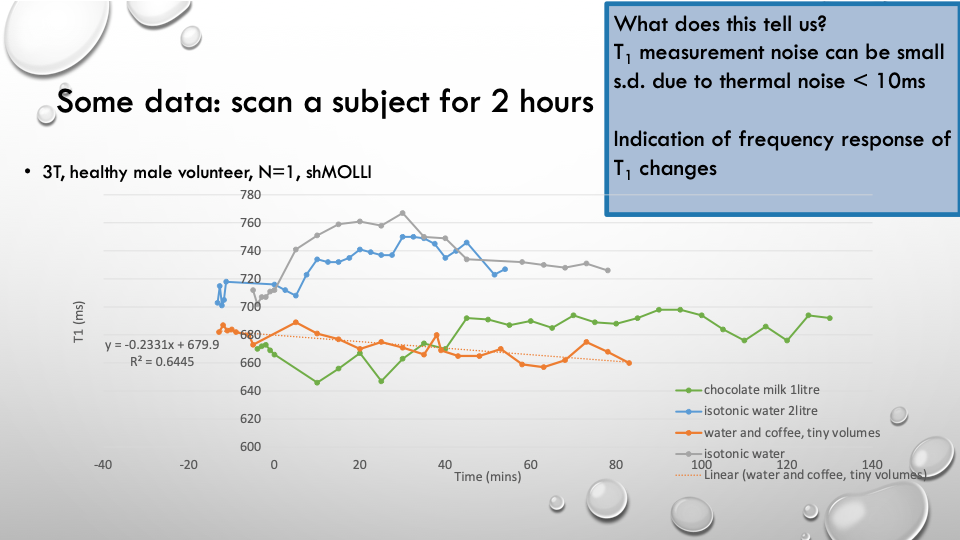 What does this tell us?
T₁ measurement noise can be small
s.d. due to thermal noise < 10ms
Indication of frequency response of
T₁ changes
Some data: scan a subject for 2 hours
• 3T, healthy male volunteer, N=1, shMOLLI
780
760
740
720
700
680
660
640
620
600
T1 (ms)
y = -0.2331x + 679.9
R² = 0.6445
chocolate milk 1litre
isotonic water 2litre
water and coffee, tiny volumes
isotonic water
Linear (water and coffee, tiny volumes)
-40 -20 0 20 40 60 80 100 120 140
Time (mins)